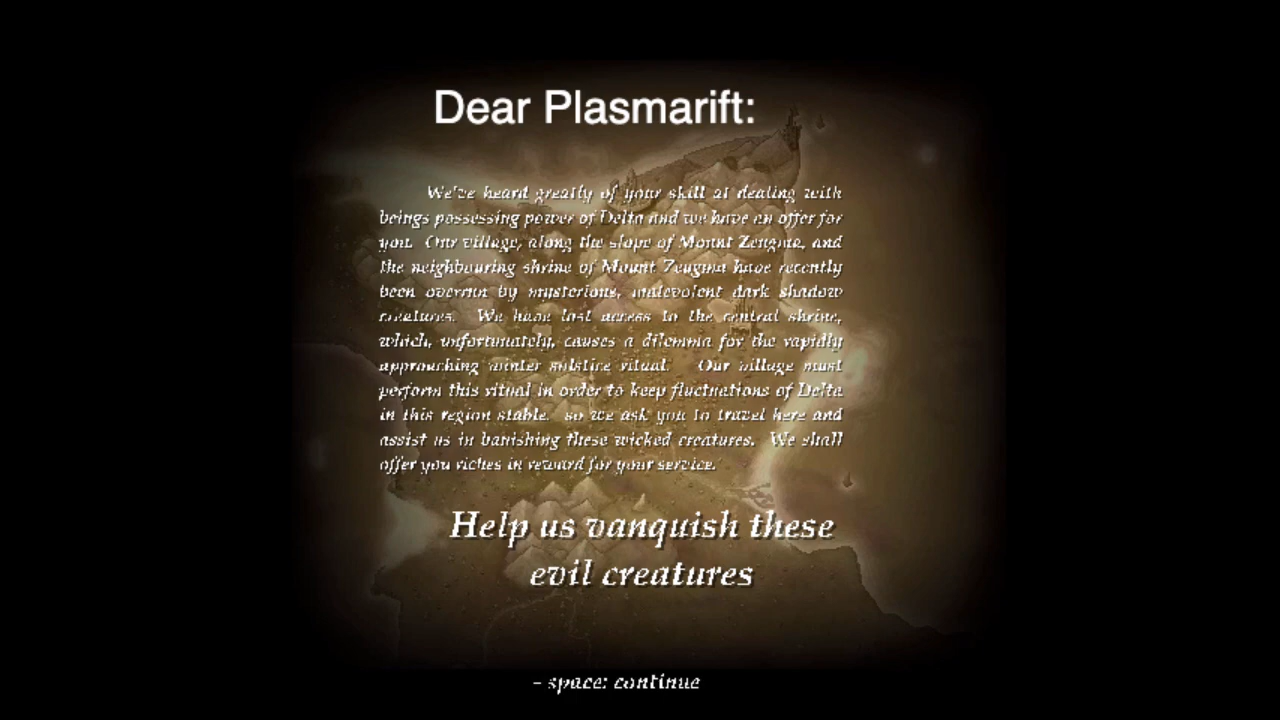 Dear Plasmarift:
We've heard greatly of your skill at dealing with
beings possessing power of Delta and we have an offer for
you. Our village, along the slope of Mount Zeugma, and
the neighbouring shrine of Mount Zeugma have recently
been overrun by mysterious, malevolent dark shadow
creatures. We have lost access to the central shrine,
which, unfortunately, causes a dilemma for the rapidly
approaching winter solstice ritual. Our village must
perform this ritual in order to keep fluctuations of Delta
in this region stable. so we ask you to travel here and
assist us in banishing these wicked creatures. We shall
offer you riches in reward for your service.
Help us vanquish these
evil creatures
- space: continue